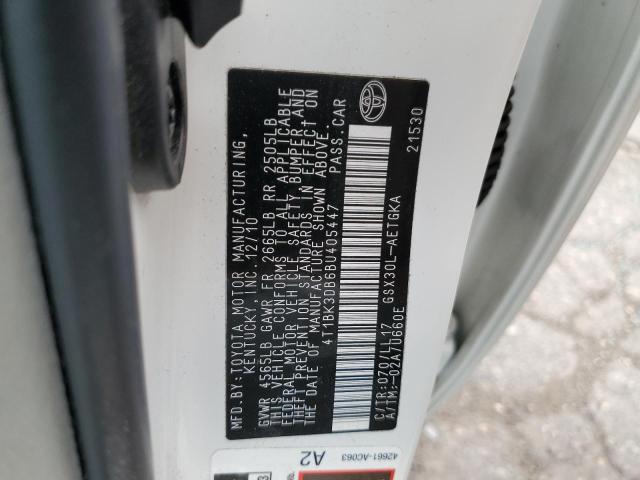 MFD. BY:TOYOTA MOTOR MANUFACTURING,
KENTUCKY, INC. 12/10
GVWR 4565LB GAWR FR 2665LB RR 2505LB
THIS VEHICLE CONFORMS TO ALL APPLICABLE
FEDERAL MOTOR VEHICLE SAFETY, BUMPER, AND
THEFT PREVENTION STANDARDS IN EFFECT ON
THE DATE OF MANUFACTURE SHOWN ABOVE.
4T1BK3DB6BU405447 PASS.CAR
C/TR:070/LL17 GSX30L-AETGKA
A/TM:-02A/U660E 21530
42661-AC063
A2